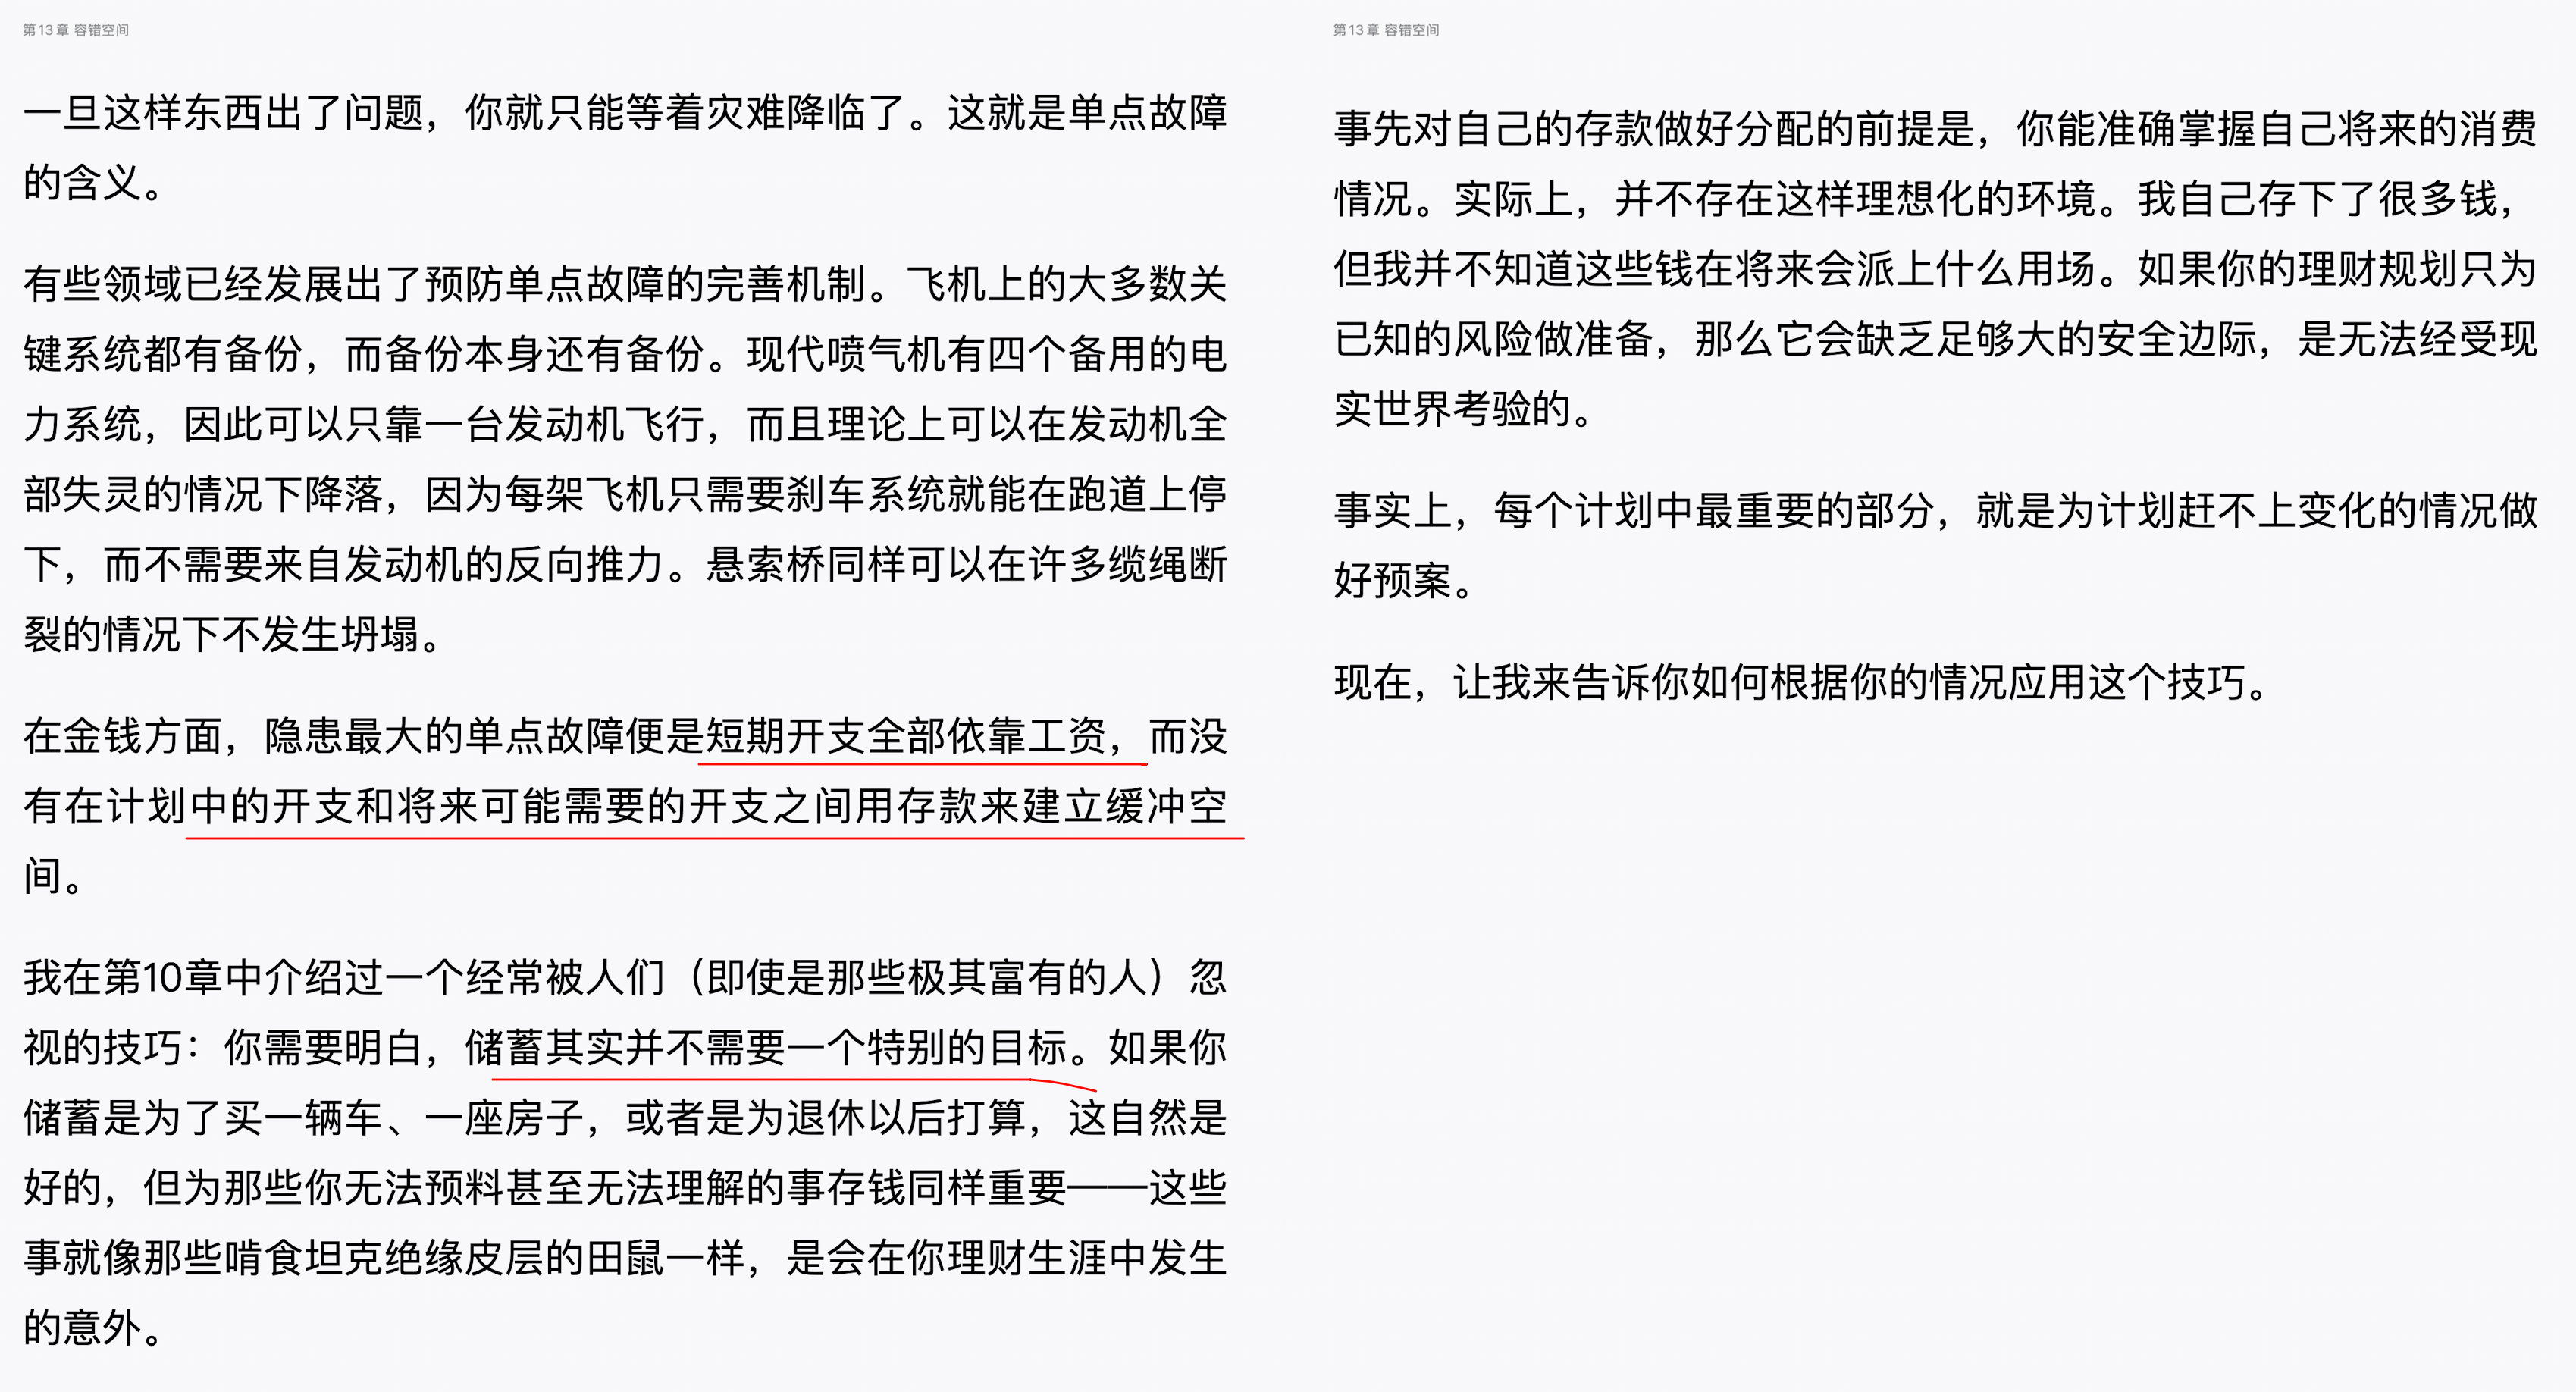 第13章 容错空间
一旦这样东西出了问题，你就只能等着灾难降临了。这就是单点故障
的含义。
有些领域已经发展出了预防单点故障的完善机制。飞机上的大多数关
键系统都有备份，而备份本身还有备份。现代喷气机有四个备用的电
力系统，因此可以只靠一台发动机飞行，而且理论上可以在发动机全
部失灵的情况下降落，因为每架飞机只需要刹车系统就能在跑道上停
下，而不需要来自发动机的反向推力。悬索桥同样可以在许多缆绳断
裂的情况下不发生坍塌。
在金钱方面，隐患最大的单点故障便是短期开支全部依靠工资，而没
有在计划中的开支和将来可能需要的开支之间用存款来建立缓冲空
间。
我在第10章中介绍过一个经常被人们（即使是那些极其富有的人）忽
视的技巧：你需要明白，储蓄其实并不需要一个特别的目标。如果你
储蓄是为了买一辆车、一座房子，或者是为退休以后打算，这自然是
好的，但为那些你无法预料甚至无法理解的事存钱同样重要——这些
事就像那些啃食坦克绝缘皮层的田鼠一样，是会在你理财生涯中发生
的意外。
第13章 容错空间
事先对自己的存款做好分配的前提是，你能准确掌握自己将来的消费
情况。实际上，并不存在这样理想化的环境。我自己存下了很多钱，
但我并不知道这些钱在将来会派上什么用场。如果你的理财规划只为
已知的风险做准备，那么它会缺乏足够大的安全边际，是无法经受现
实世界考验的。
事实上，每个计划中最重要的部分，就是为计划赶不上变化的情况做
好预案。
现在，让我来告诉你如何根据你的情况应用这个技巧。